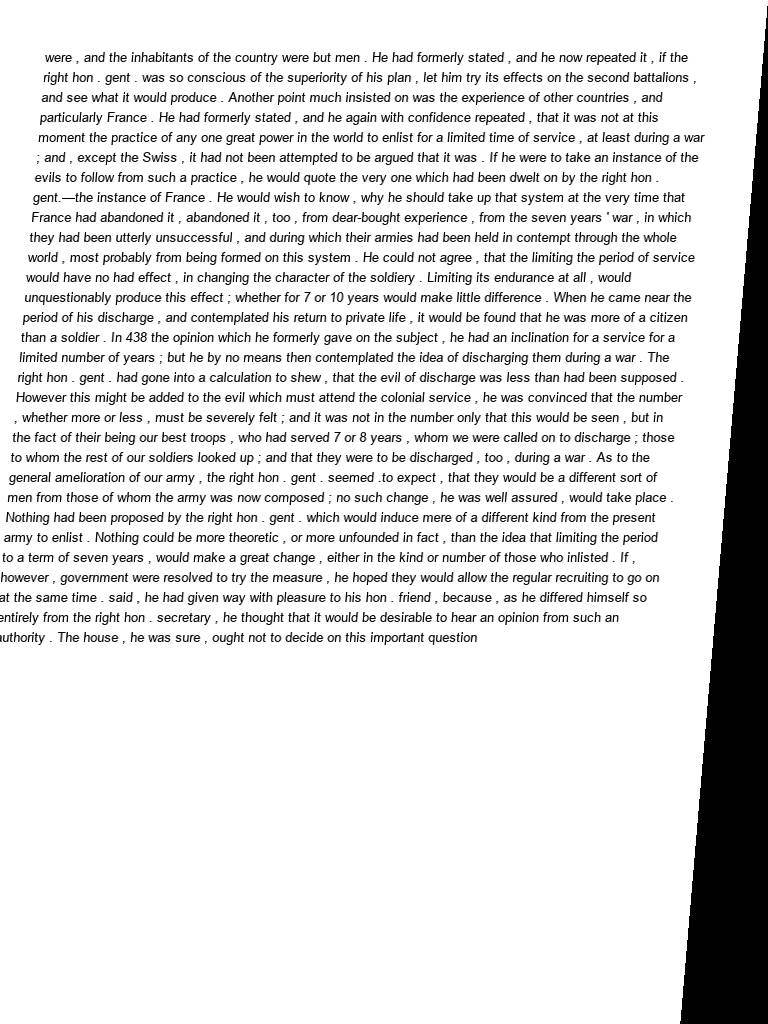 were , and the inhabitants of the country were but men . He had formerly stated , and he now repeated it , if the
right hon . gent . was so conscious of the superiority of his plan , let him try its effects on the second battalions ,
and see what it would produce . Another point much insisted on was the experience of other countries , and
particularly France . He had formerly stated , and he again with confidence repeated , that it was not at this
moment the practice of any one great power in the world to enlist for a limited time of service , at least during a war
; and , except the Swiss , it had not been attempted to be argued that it was . If he were to take an instance of the
evils to follow from such a practice , he would quote the very one which had been dwelt on by the right hon .
gent.—the instance of France . He would wish to know , why he should take up that system at the very time that
France had abandoned it , abandoned it , too , from dear-bought experience , from the seven years ' war , in which
they had been utterly unsuccessful , and during which their armies had been held in contempt through the whole
world , most probably from being formed on this system . He could not agree , that the limiting the period of service
would have no had effect , in changing the character of the soldiery . Limiting its endurance at all , would
unquestionably produce this effect ; whether for 7 or 10 years would make little difference . When he came near the
period of his discharge , and contemplated his return to private life , it would be found that he was more of a citizen
than a soldier . In 438 the opinion which he formerly gave on the subject , he had an inclination for a service for a
limited number of years ; but he by no means then contemplated the idea of discharging them during a war . The
right hon . gent . had gone into a calculation to shew , that the evil of discharge was less than had been supposed .
However this might be added to the evil which must attend the colonial service , he was convinced that the number
, whether more or less , must be severely felt ; and it was not in the number only that this would be seen , but in
the fact of their being our best troops , who had served 7 or 8 years , whom we were called on to discharge ; those
to whom the rest of our soldiers looked up ; and that they were to be discharged , too , during a war . As to the
general amelioration of our army , the right hon . gent . seemed .to expect , that they would be a different sort of
men from those of whom the army was now composed ; no such change , he was well assured , would take place .
Nothing had been proposed by the right hon . gent . which would induce mere of a different kind from the present
army to enlist . Nothing could be more theoretic , or more unfounded in fact , than the idea that limiting the period
to a term of seven years , would make a great change , either in the kind or number of those who inlisted . If ,
however , government were resolved to try the measure , he hoped they would allow the regular recruiting to go on
at the same time . said , he had given way with pleasure to his hon . friend , because , as he differed himself so
entirely from the right hon . secretary , he thought that it would be desirable to hear an opinion from such an
authority . The house , he was sure , ought not to decide on this important question